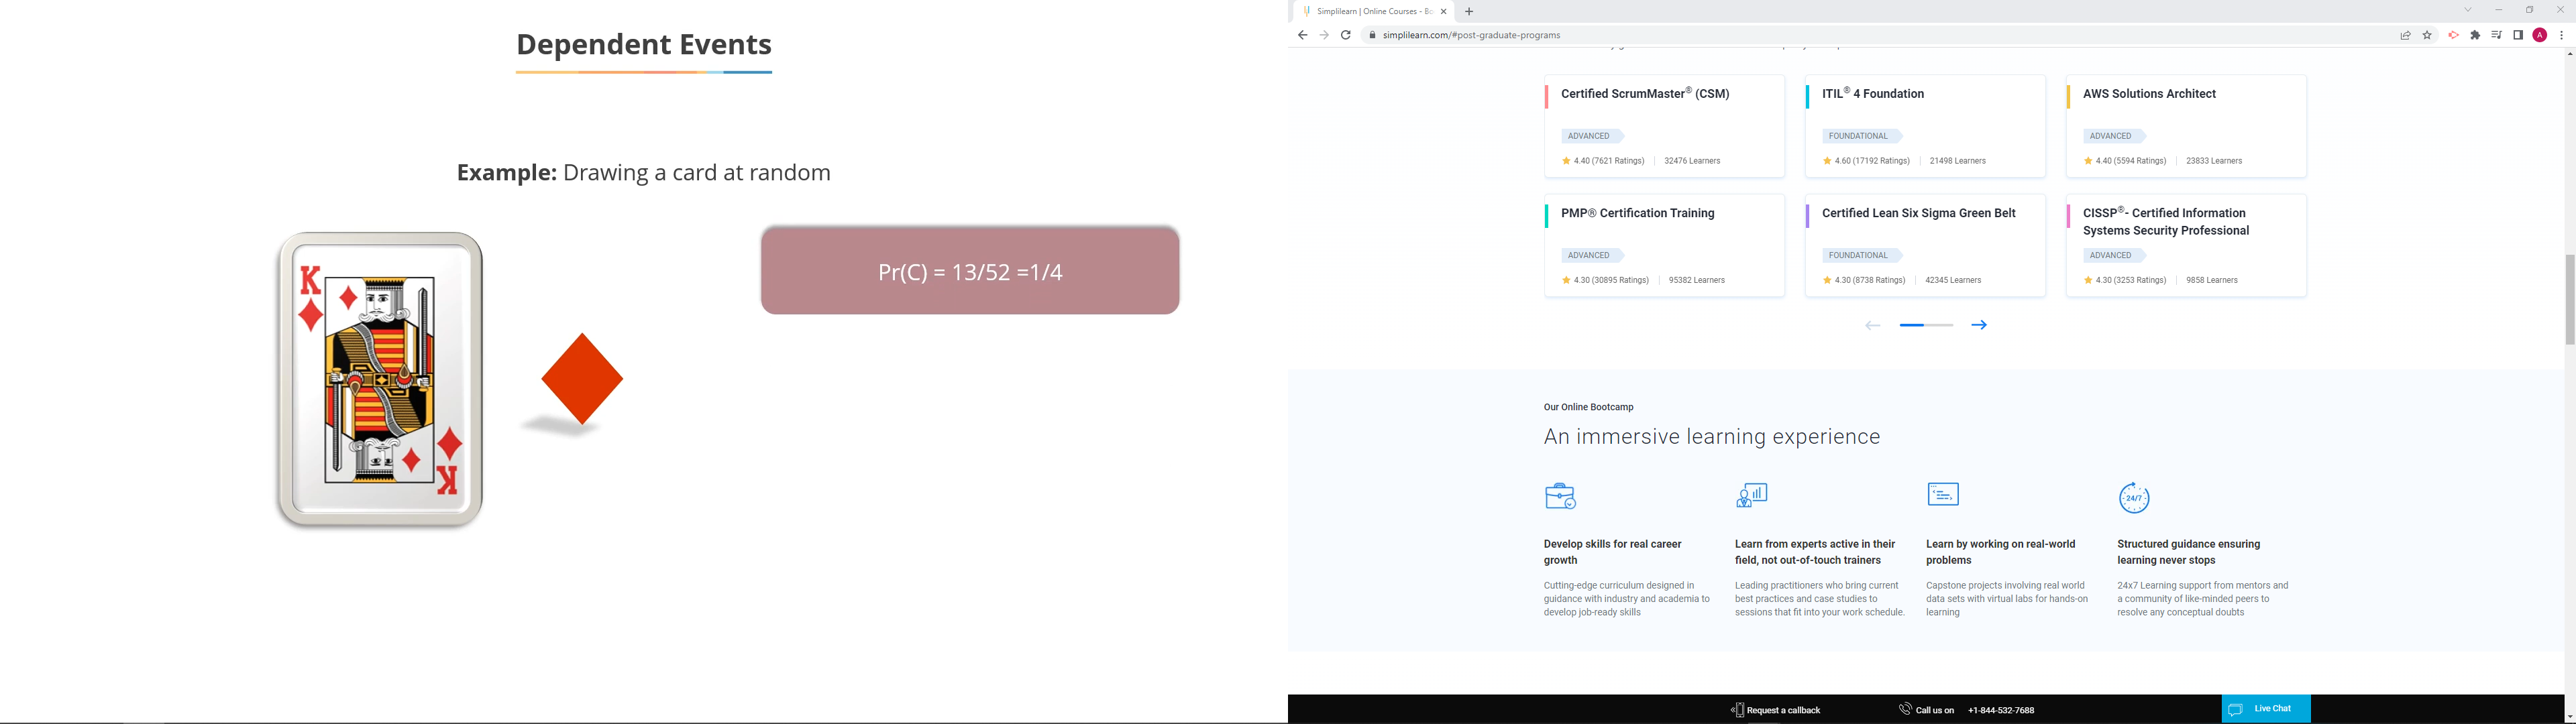 Dependent Events
Example: Drawing a card at random
K
K
Pr(C) = 13/52 =1/4
Simplilearn | Online Courses - Bo
simplilearn.com/#post-graduate-programs
A
Certified ScrumMaster® (CSM)
ADVANCED
4.40 (7621 Ratings) 32476 Learners
ITIL® 4 Foundation
FOUNDATIONAL
4.60 (17192 Ratings) 21498 Learners
AWS Solutions Architect
ADVANCED
4.40 (5594 Ratings) 23833 Learners
PMP® Certification Training
ADVANCED
4.30 (30895 Ratings) 95382 Learners
Certified Lean Six Sigma Green Belt
FOUNDATIONAL
4.30 (8738 Ratings) 42345 Learners
CISSP®- Certified Information
Systems Security Professional
ADVANCED
4.30 (3253 Ratings) 9858 Learners
Our Online Bootcamp
An immersive learning experience
Develop skills for real career
growth
Cutting-edge curriculum designed in
guidance with industry and academia to
develop job-ready skills
Learn from experts active in their
field, not out-of-touch trainers
Leading practitioners who bring current
best practices and case studies to
sessions that fit into your work schedule.
Learn by working on real-world
problems
Capstone projects involving real world
data sets with virtual labs for hands-on
learning
24/7
Structured guidance ensuring
learning never stops
24x7 Learning support from mentors and
a community of like-minded peers to
resolve any conceptual doubts
Request a callback
Call us on +1-844-532-7688
Live Chat